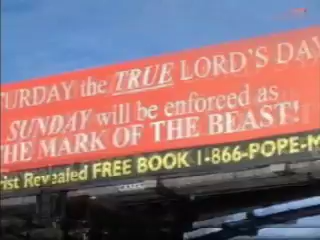 TURDAY the TRUE LORD'S DAY
SUNDAY will be enforced as
HE MARK OF THE BEAST!
ist Revealed FREE BOOK 1-866-POPE-M